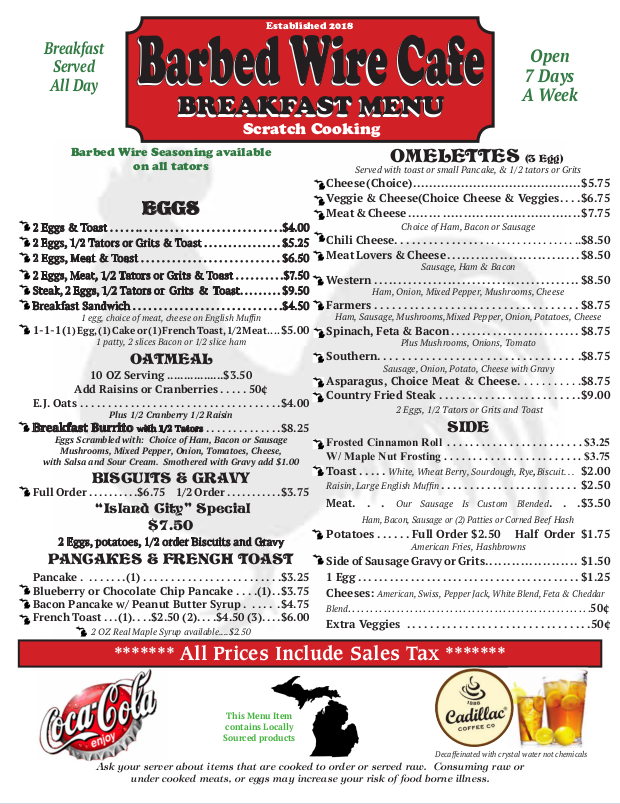 Established 2018
Breakfast
Served
All Day
Barbed Wire Cafe
BREAKFAST MENU
Scratch Cooking
Open
7 Days
A Week
Barbed Wire Seasoning available
on all tators
EGGS
2 Eggs & Toast................................$4.00
2 Eggs, 1/2 Tators or Grits & Toast...............$5.25
2 Eggs, Meat & Toast..........................$6.50
2 Eggs, Meat, 1/2 Tators or Grits & Toast.........$7.50
Steak, 2 Eggs, 1/2 Tators or Grits & Toast.........$9.50
Breakfast Sandwich............................$4.50
1 egg, choice of meat, cheese on English Muffin
1-1-1 (1) Egg, (1) Cake or (1) French Toast, 1/2 Meat....$5.00
1 patty, 2 slices Bacon or 1/2 slice ham
OATMEAL
10 OZ Serving ................$3.50
Add Raisins or Cranberries.....50¢
E.J. Oats..................................$4.00
Plus 1/2 Cranberry 1/2 Raisin
Breakfast Burrito with 1/2 Tators.............$8.25
Eggs Scrambled with: Choice of Ham, Bacon or Sausage
Mushrooms, Mixed Pepper, Onion, Tomatoes, Cheese,
with Salsa and Sour Cream. Smothered with Gravy add $1.00
BISCUITS & GRAVY
Full Order..........$6.75 1/2 Order...........$3.75
"Island City" Special
$7.50
2 Eggs, potatoes, 1/2 order Biscuits and Gravy
PANCAKES & FRENCH TOAST
Pancake. .......(1).......................$3.25
Blueberry or Chocolate Chip Pancake....(1)..$3.75
Bacon Pancake w/ Peanut Butter Syrup......$4.75
French Toast...(1)....$2.50 (2)....$4.50 (3)....$6.00
2 OZ Real Maple Syrup available....$2.50
OMELETTES (3 Egg)
Served with toast or small Pancake, & 1/2 tators or Grits
Cheese(Choice)........................................$5.75
Veggie & Cheese(Choice Cheese & Veggies....$6.75
Meat & Cheese..............................$7.75
Choice of Ham, Bacon or Sausage
Chili Cheese................................$8.50
Meat Lovers & Cheese.......................$8.50
Sausage, Ham & Bacon
Western...................................$8.50
Ham, Onion, Mixed Pepper, Mushrooms, Cheese
Farmers...................................$8.75
Ham, Sausage, Mushrooms, Mixed Pepper, Onion, Potatoes, Cheese
Spinach, Feta & Bacon......................$8.75
Plus Mushrooms, Onions, Tomato
Southern...................................$8.75
Sausage, Onion, Potato, Cheese with Gravy
Asparagus, Choice Meat & Cheese...........$8.75
Country Fried Steak........................$9.00
2 Eggs, 1/2 Tators or Grits and Toast
SIDE
Frosted Cinnamon Roll.......................$3.25
W/ Maple Nut Frosting.......................$3.75
Toast.....White, Wheat Berry, Sourdough, Rye, Biscuit... $2.00
Raisin, Large English Muffin.......................$2.50
Meat. . . Our Sausage Is Custom Blended. . .$3.50
Ham, Bacon, Sausage or (2) Patties or Corned Beef Hash
Potatoes......Full Order $2.50 Half Order $1.75
American Fries, Hashbrowns
Side of Sausage Gravy or Grits................$1.50
1 Egg......................................$1.25
Cheeses: American, Swiss, Pepper Jack, White Blend, Feta & Cheddar
Blend..........................................50¢
Extra Veggies ..............................50¢
******* All Prices Include Sales Tax *******
Coca-Cola
enjoy
This Menu Item
contains Locally
Sourced products
1888
Cadillac
COFFEE CO
Decaffeinated with crystal water not chemicals
Ask your server about items that are cooked to order or served raw. Consuming raw or
under cooked meats, or eggs may increase your risk of food borne illness.